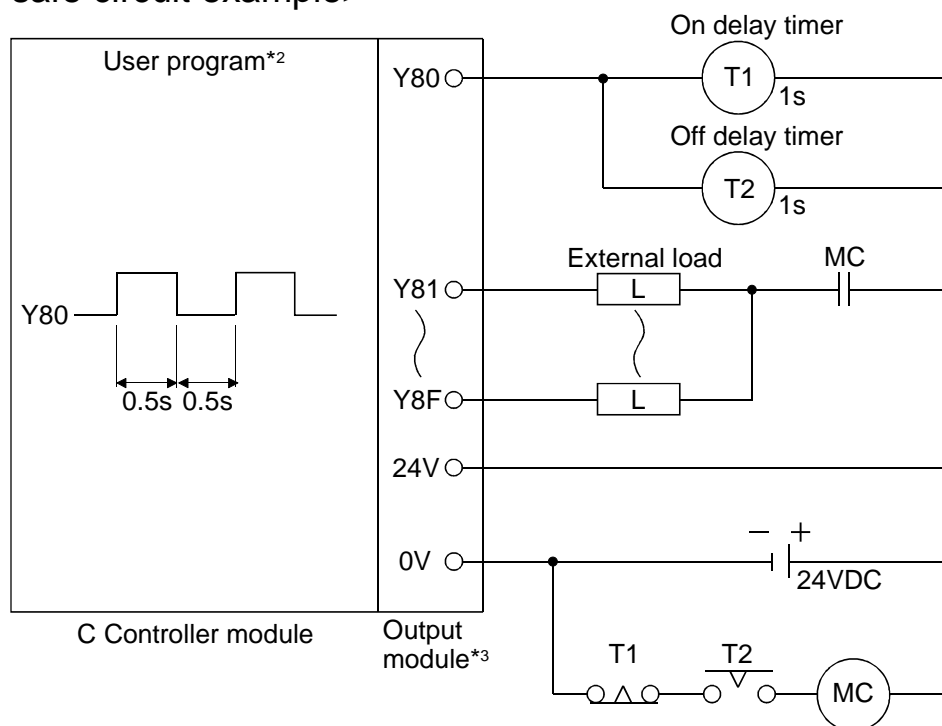 safe circuit example>
On delay timer
User program*2
Y80
T1
1s
Off delay timer
T2
1s
External load
MC
Y81
L
Y80
0.5s 0.5s
Y8F
L
24V
0V
− +
24VDC
C Controller module
Output
module*3
T1
T2
MC